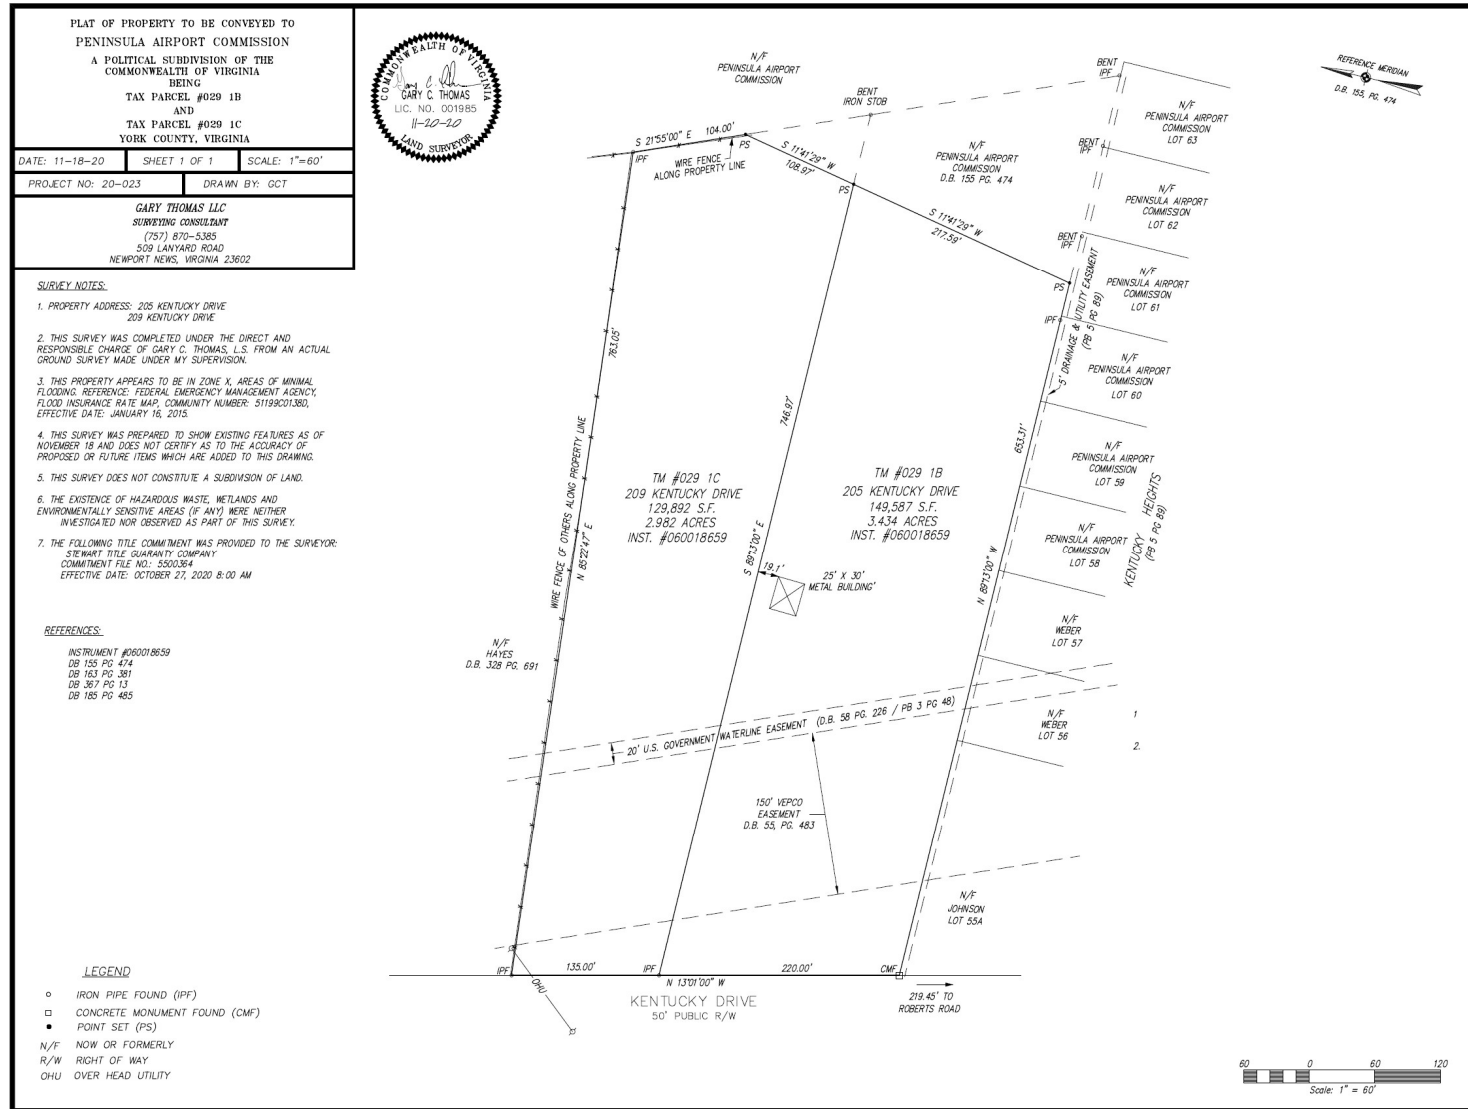 PLAT OF PROPERTY TO BE CONVEYED TO
PENINSULA AIRPORT COMMISSION
A POLITICAL SUBDIVISION OF THE
COMMONWEALTH OF VIRGINIA
BEING
TAX PARCEL #029 1B
AND
TAX PARCEL #029 1C
YORK COUNTY, VIRGINIA
DATE: 11-18-20
SHEET 1 OF 1
SCALE: 1"=60'
PROJECT NO: 20-023
DRAWN BY: GCT
GARY THOMAS LLC
SURVEYING CONSULTANT
(757) 870-5385
509 LANYARD ROAD
NEWPORT NEWS, VIRGINIA 23602
SURVEY NOTES:
1. PROPERTY ADDRESS: 205 KENTUCKY DRIVE
209 KENTUCKY DRIVE
2. THIS SURVEY WAS COMPLETED UNDER THE DIRECT AND
RESPONSIBLE CHARGE OF GARY C. THOMAS, L.S. FROM AN ACTUAL
GROUND SURVEY MADE UNDER MY SUPERVISION.
3. THIS PROPERTY APPEARS TO BE IN ZONE X, AREAS OF MINIMAL
FLOODING. REFERENCE: FEDERAL EMERGENCY MANAGEMENT AGENCY,
FLOOD INSURANCE RATE MAP, COMMUNITY NUMBER: 51199C0138D,
EFFECTIVE DATE: JANUARY 16, 2015.
4. THIS SURVEY WAS PREPARED TO SHOW EXISTING FEATURES AS OF
NOVEMBER 18 AND DOES NOT CERTIFY AS TO THE ACCURACY OF
PROPOSED OR FUTURE ITEMS WHICH ARE ADDED TO THIS DRAWING.
5. THIS SURVEY DOES NOT CONSTITUTE A SUBDIVISION OF LAND.
6. THE EXISTENCE OF HAZARDOUS WASTE, WETLANDS AND
ENVIRONMENTALLY SENSITIVE AREAS (IF ANY) WERE NEITHER
INVESTIGATED NOR OBSERVED AS PART OF THIS SURVEY.
7. THE FOLLOWING TITLE COMMITMENT WAS PROVIDED TO THE SURVEYOR:
STEWART TITLE GUARANTY COMPANY
COMMITMENT FILE NO.: 5500364
EFFECTIVE DATE: OCTOBER 27, 2020 8:00 AM
REFERENCES:
INSTRUMENT #060018659
DB 155 PG 474
DB 163 PG 381
DB 367 PG 13
DB 185 PG 485
LEGEND
IRON PIPE FOUND (IPF)
CONCRETE MONUMENT FOUND (CMF)
POINT SET (PS)
N/F NOW OR FORMERLY
R/W RIGHT OF WAY
OHU OVER HEAD UTILITY
COMMONWEALTH OF VIRGINIA
GARY C. THOMAS
LIC. NO. 001985
11-20-20
LAND SURVEYOR
N/F
PENINSULA AIRPORT
COMMISSION
BENT
IRON STOB
BENT
IPF
REFERENCE MERIDIAN
D.B. 155, PG. 474
S 21°55'00" E 104.00'
IPF
PS
WIRE FENCE
ALONG PROPERTY LINE
S 11°41'29" W
108.97'
PS
N/F
PENINSULA AIRPORT
COMMISSION
D.B. 155 PG. 474
S 11°41'29" W
217.59'
PS
N/F
PENINSULA AIRPORT
COMMISSION
LOT 63
BENT
IPF
N/F
PENINSULA AIRPORT
COMMISSION
LOT 62
BENT
IPF
N/F
PENINSULA AIRPORT
COMMISSION
LOT 61
IPF
5' DRAINAGE & UTILITY EASEMENT
(PB 5 PG 89)
N/F
PENINSULA AIRPORT
COMMISSION
LOT 60
N/F
PENINSULA AIRPORT
COMMISSION
LOT 59
KENTUCKY HEIGHTS
(PB 5 PG 89)
N/F
PENINSULA AIRPORT
COMMISSION
LOT 58
N/F
WEBER
LOT 57
N/F
WEBER
LOT 56
1
2.
N/F
JOHNSON
LOT 55A
763.05'
WIRE FENCE OF OTHERS ALONG PROPERTY LINE
N 85°22'47" E
746.97'
S 89°13'00" E
653.31'
N 89°13'00" W
TM #029 1C
209 KENTUCKY DRIVE
129,892 S.F.
2.982 ACRES
INST. #060018659
TM #029 1B
205 KENTUCKY DRIVE
149,587 S.F.
3.434 ACRES
INST. #060018659
19.1'
25' X 30'
METAL BUILDING'
N/F
HAYES
D.B. 328 PG. 691
20' U.S. GOVERNMENT WATERLINE EASEMENT (D.B. 58 PG. 226 / PB 3 PG 48)
150' VEPCO
EASEMENT
D.B. 55, PG. 483
OHU
IPF
135.00'
IPF
220.00'
CMF
N 13°01'00" W
KENTUCKY DRIVE
50' PUBLIC R/W
219.45' TO
ROBERTS ROAD
60 0 60 120
Scale: 1" = 60'